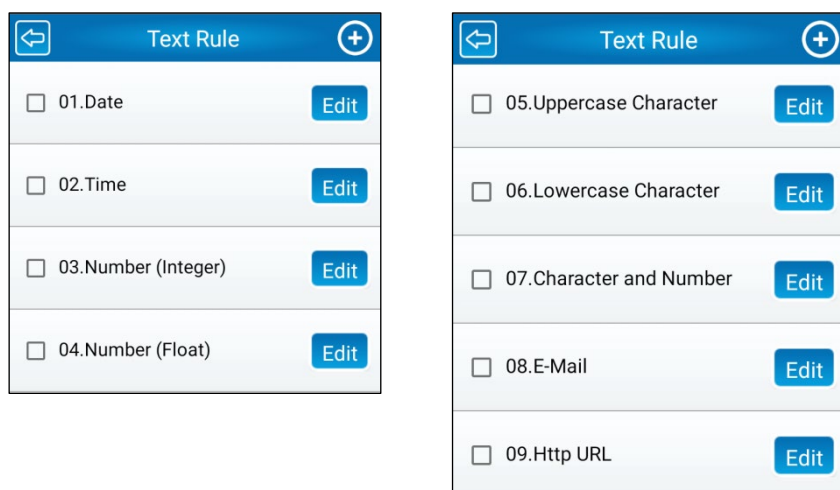 Text Rule
01.Date
Edit
02.Time
Edit
03.Number (Integer)
Edit
04.Number (Float)
Edit
Text Rule
05.Uppercase Character
Edit
06.Lowercase Character
Edit
07.Character and Number
Edit
08.E-Mail
Edit
09.Http URL
Edit